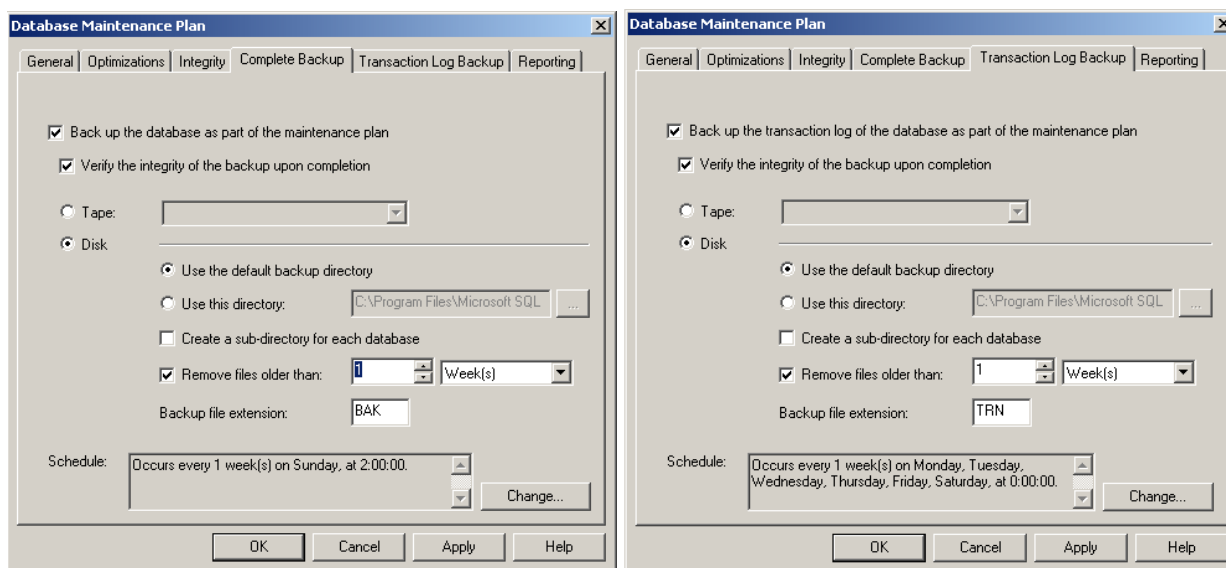 Database Maintenance Plan
General Optimizations Integrity Complete Backup Transaction Log Backup Reporting
Back up the database as part of the maintenance plan
Verify the integrity of the backup upon completion
Tape:
Disk
Use the default backup directory
Use this directory: C:\Program Files\Microsoft SQL ...
Create a sub-directory for each database
Remove files older than: 1 Week(s)
Backup file extension: BAK
Schedule: Occurs every 1 week(s) on Sunday, at 2:00:00.
Change...
OK Cancel Apply Help
Database Maintenance Plan
General Optimizations Integrity Complete Backup Transaction Log Backup Reporting
Back up the transaction log of the database as part of the maintenance plan
Verify the integrity of the backup upon completion
Tape:
Disk
Use the default backup directory
Use this directory: C:\Program Files\Microsoft SQL ...
Create a sub-directory for each database
Remove files older than: 1 Week(s)
Backup file extension: TRN
Schedule: Occurs every 1 week(s) on Monday, Tuesday,
Wednesday, Thursday, Friday, Saturday, at 0:00:00.
Change...
OK Cancel Apply Help